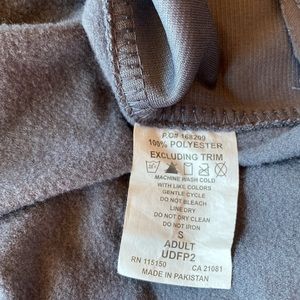 P.O# 168209
100% POLYESTER
EXCLUDING TRIM
MACHINE WASH COLD
WITH LIKE COLORS
GENTLE CYCLE
DO NOT BLEACH
LINE DRY
DO NOT DRY CLEAN
DO NOT IRON
S
ADULT
UDFP2
RN 115150 CA 21081
MADE IN PAKISTAN